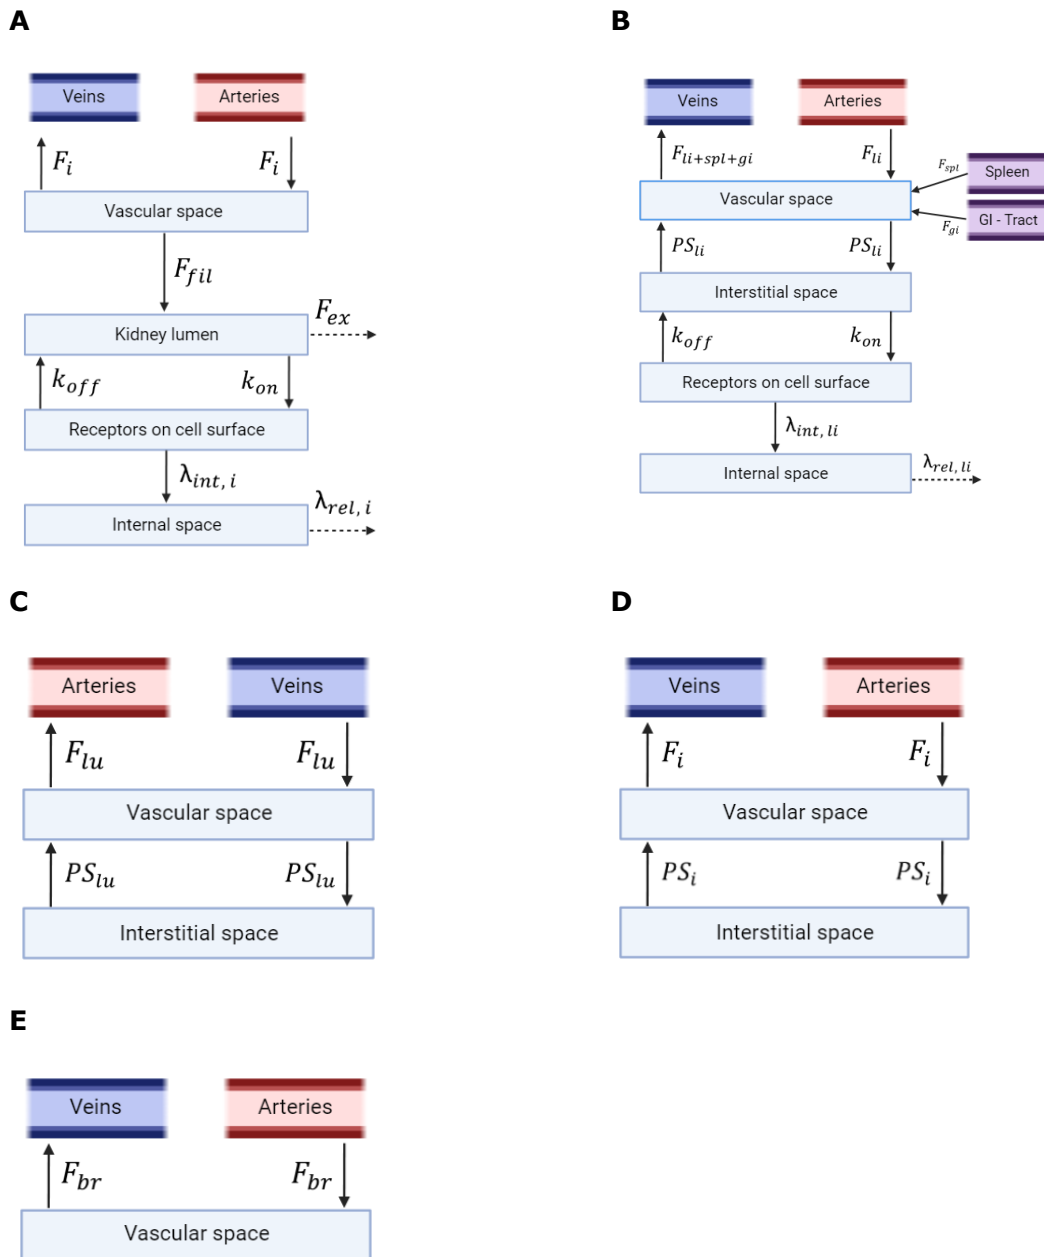 A
Veins
Arteries
F_i
F_i
Vascular space
F_fil
Kidney lumen
F_ex
k_off
k_on
Receptors on cell surface
λ_int, i
Internal space
λ_rel, i
B
Veins
Arteries
F_li+spl+gi
F_li
F_spl
Spleen
Vascular space
F_gi
GI - Tract
PS_li
PS_li
Interstitial space
k_off
k_on
Receptors on cell surface
λ_int, li
Internal space
λ_rel, li
C
Arteries
Veins
F_lu
F_lu
Vascular space
PS_lu
PS_lu
Interstitial space
D
Veins
Arteries
F_i
F_i
Vascular space
PS_i
PS_i
Interstitial space
E
Veins
Arteries
F_br
F_br
Vascular space